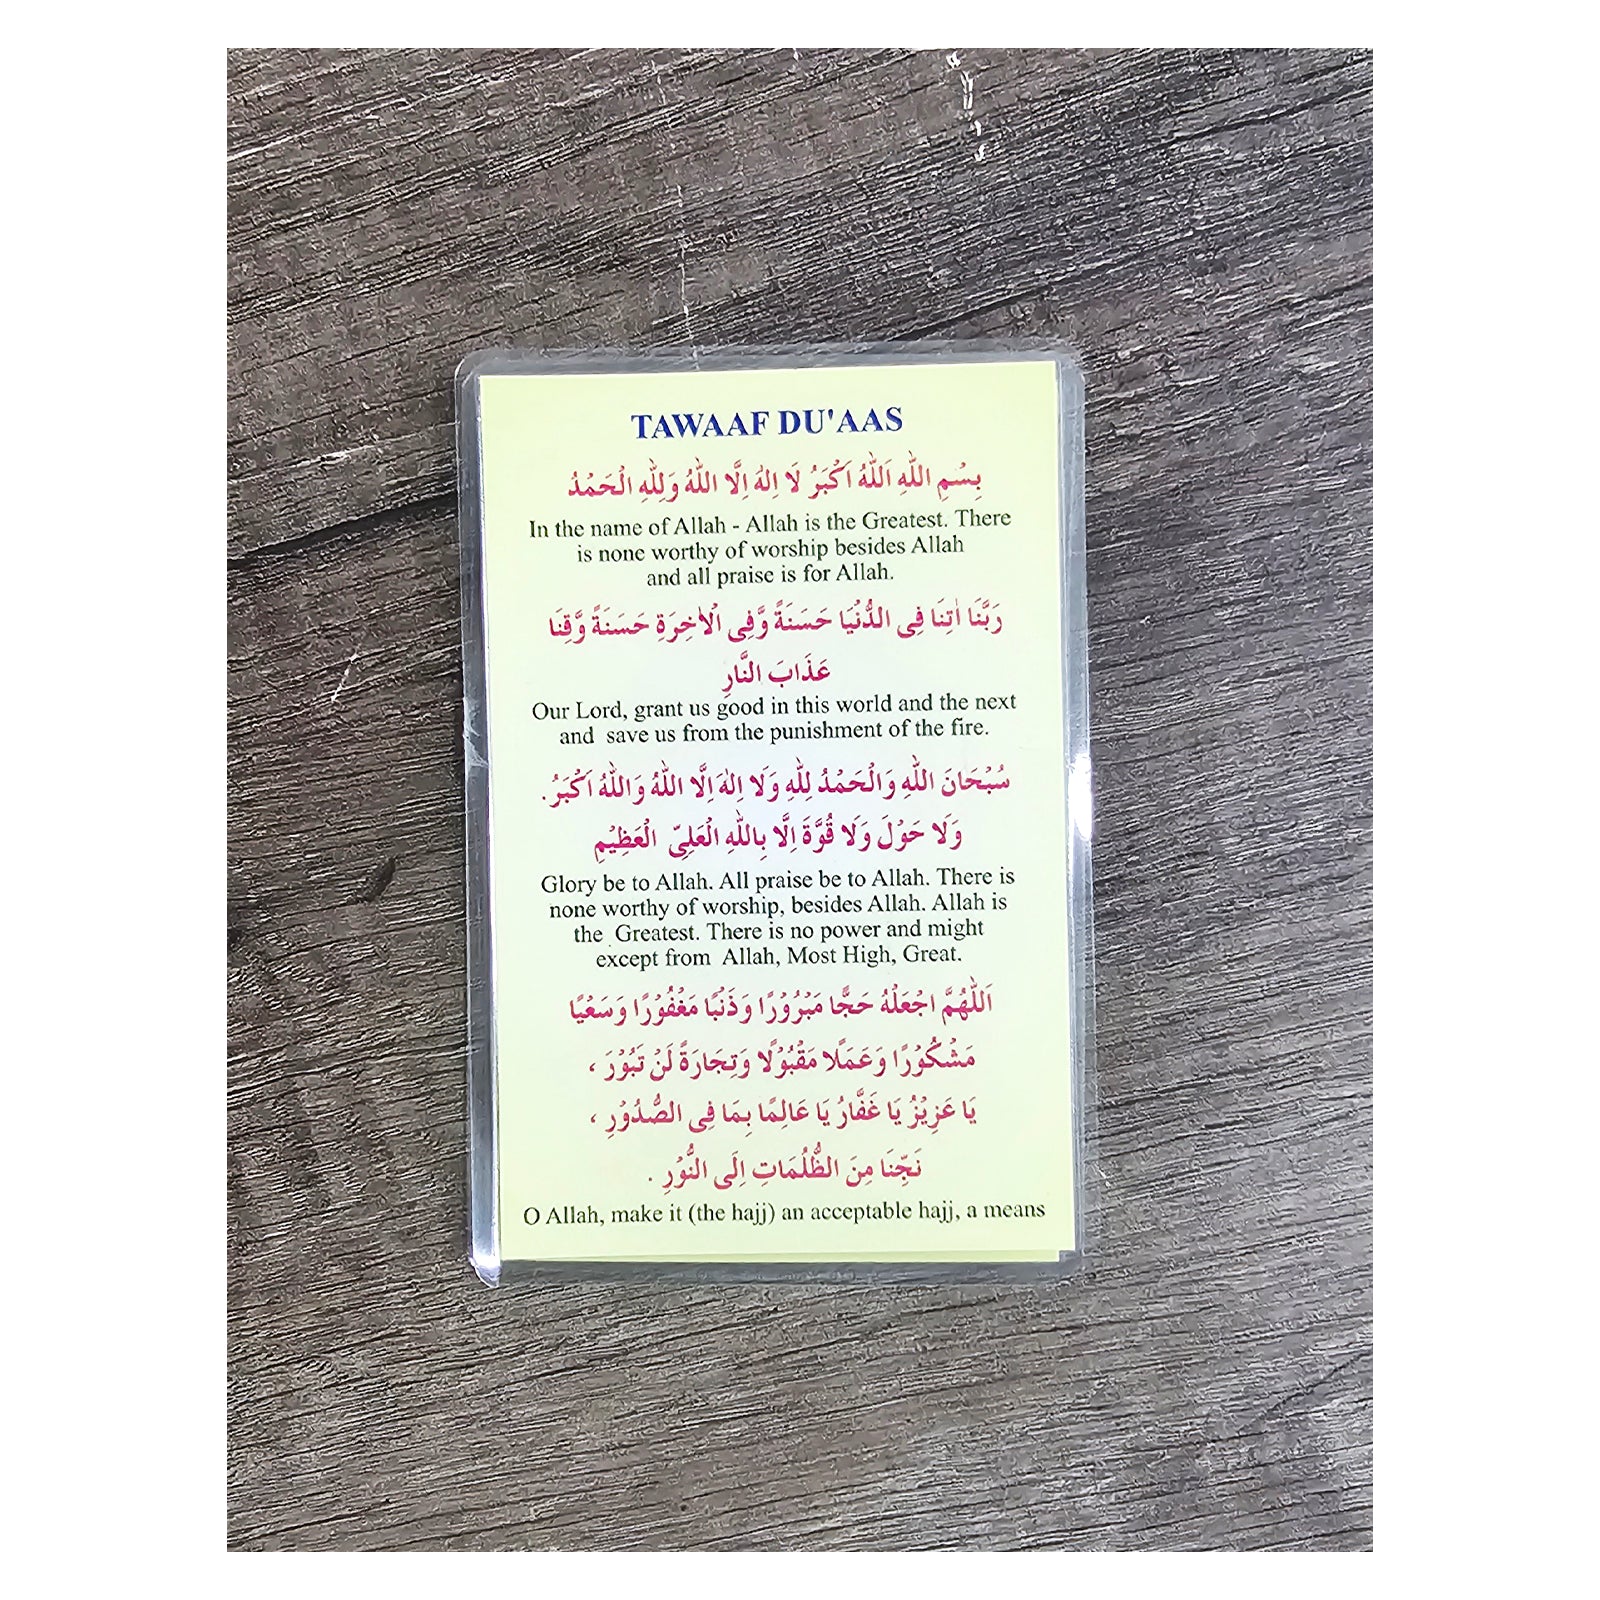 TAWAAF DU'AAS
بِسْمِ اللّٰهِ اَللّٰهُ اَكْبَرُ لَا اِلٰهَ اِلَّا اللّٰهُ وَلِلّٰهِ الْحَمْدُ
In the name of Allah - Allah is the Greatest. There
is none worthy of worship besides Allah
and all praise is for Allah.
رَبَّنَا اٰتِنَا فِى الدُّنْيَا حَسَنَةً وَّفِى الْاٰخِرَةِ حَسَنَةً وَّقِنَا
عَذَابَ النَّارِ
Our Lord, grant us good in this world and the next
and save us from the punishment of the fire.
سُبْحَانَ اللّٰهِ وَالْحَمْدُ لِلّٰهِ وَلَا اِلٰهَ اِلَّا اللّٰهُ وَاللّٰهُ اَكْبَرُ.
وَلَا حَوْلَ وَلَا قُوَّةَ اِلَّا بِاللّٰهِ الْعَلِىِّ الْعَظِيْمِ
Glory be to Allah. All praise be to Allah. There is
none worthy of worship, besides Allah. Allah is
the Greatest. There is no power and might
except from Allah, Most High, Great.
اَللّٰهُمَّ اجْعَلْهُ حَجًّا مَبْرُوْرًا وَذَنْبًا مَغْفُوْرًا وَسَعْيًا
مَشْكُوْرًا وَعَمَلًا مَقْبُوْلًا وَتِجَارَةً لَنْ تَبُوْرَ ،
يَا عَزِيْزُ يَا غَفَّارُ يَا عَالِمًا بِمَا فِى الصُّدُوْرِ ،
نَجِّنَا مِنَ الظُّلُمَاتِ اِلَى النُّوْرِ .
O Allah, make it (the hajj) an acceptable hajj, a means